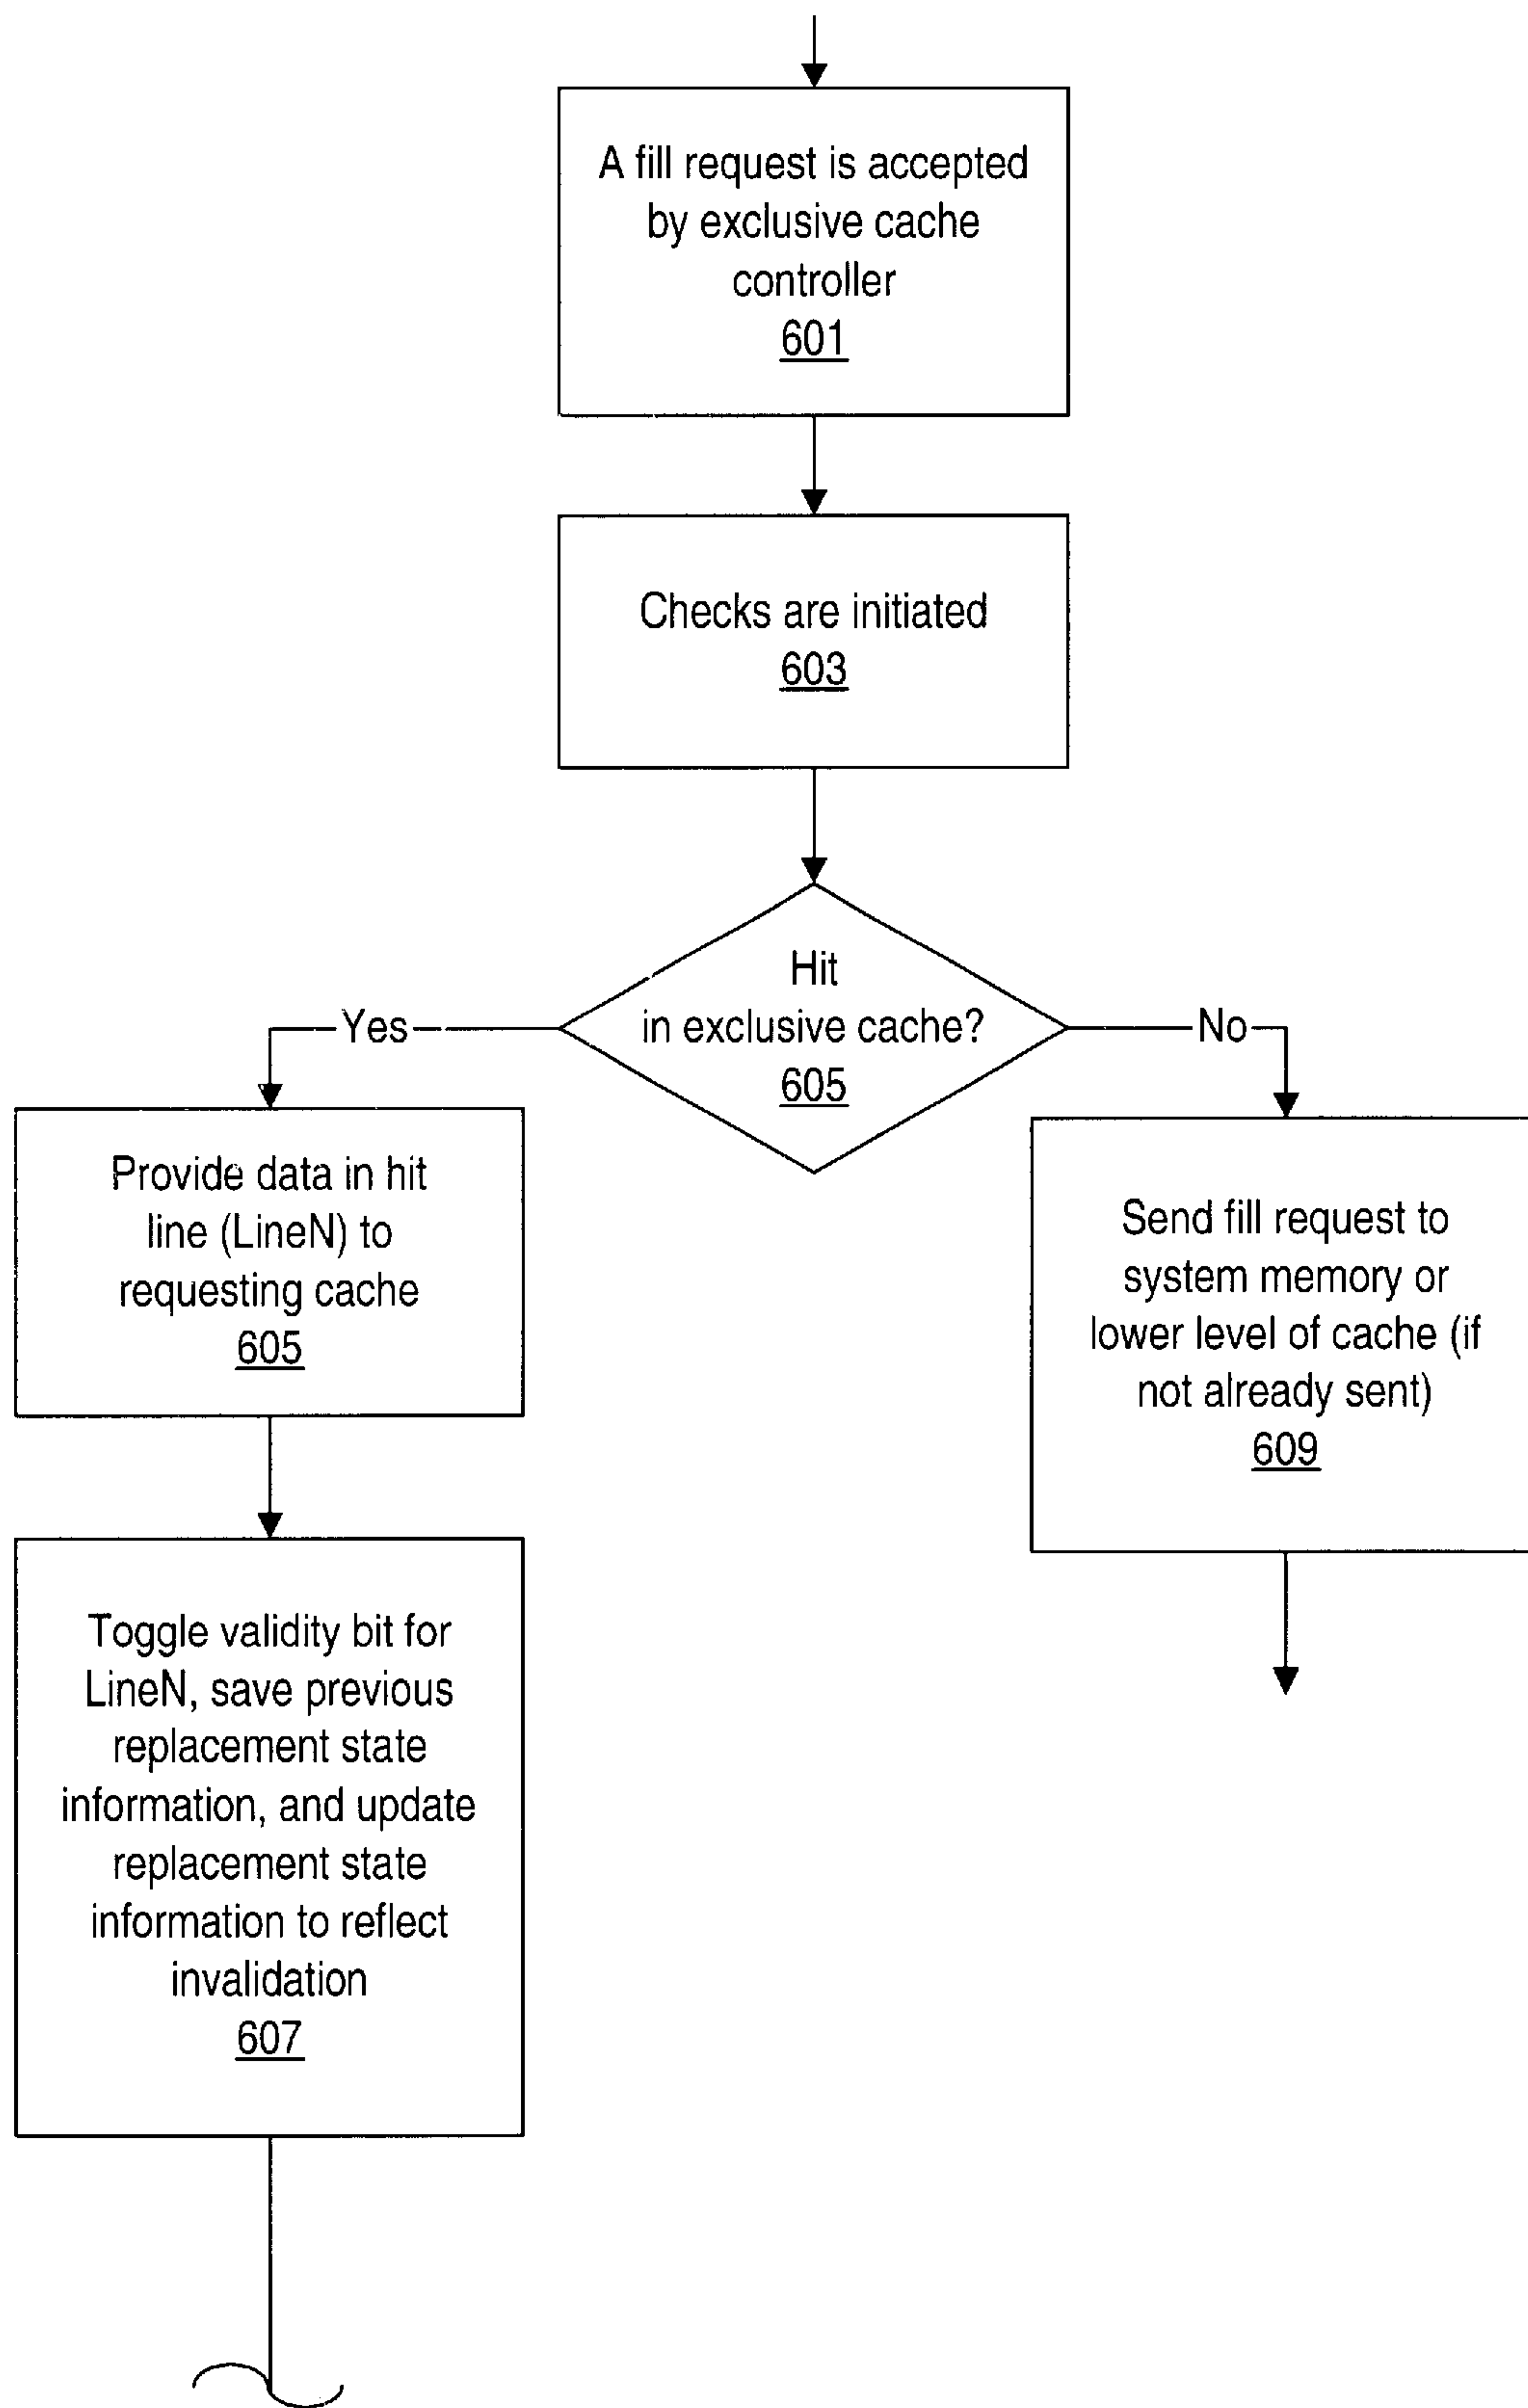 A fill request is accepted
by exclusive cache
controller
601
Checks are initiated
603
Hit
in exclusive cache?
605
Yes
No
Provide data in hit
line (LineN) to
requesting cache
605
Send fill request to
system memory or
lower level of cache (if
not already sent)
609
Toggle validity bit for
LineN, save previous
replacement state
information, and update
replacement state
information to reflect
invalidation
607